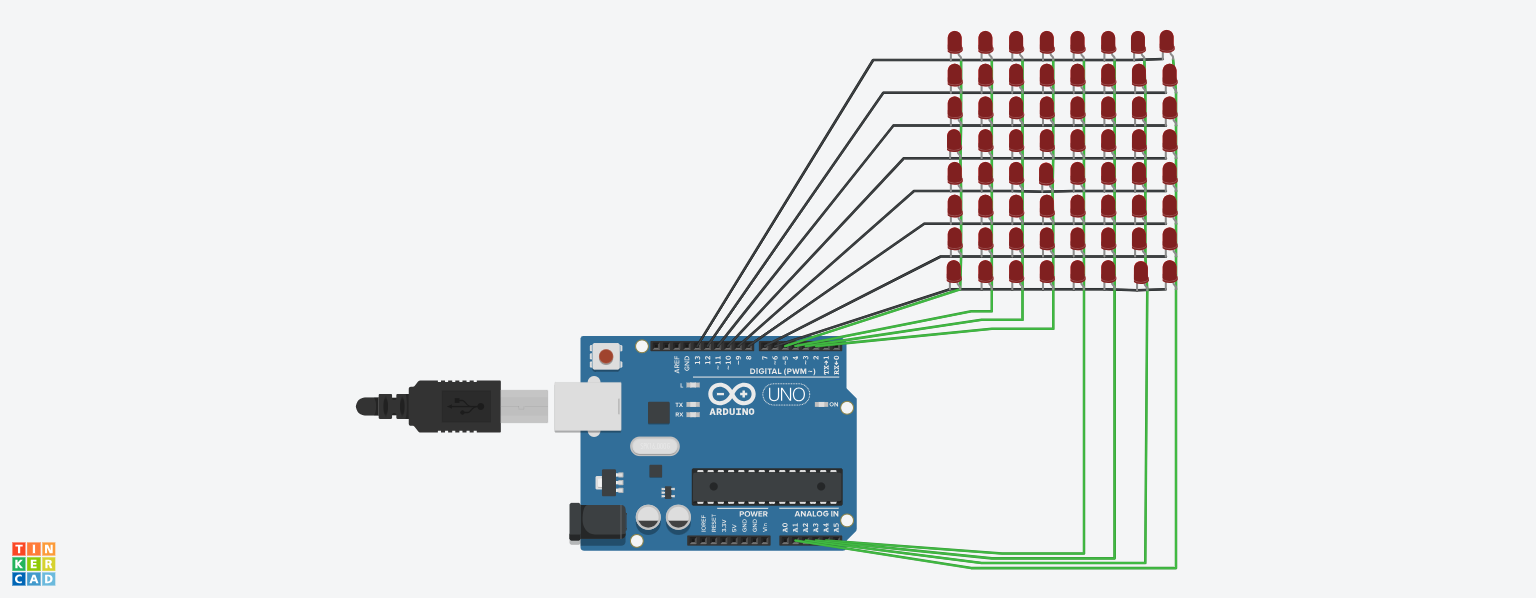 AREF
GND
13
12
~11
~10
~9
8
7
~6
~5
4
~3
2
TX→1
RX←0
DIGITAL (PWM ~)
L
TX
RX
ARDUINO
UNO
ON
POWER
ANALOG IN
IOREF
RESET
3.3V
5V
GND
GND
Vin
A0
A1
A2
A3
A4
A5
TIN
KER
CAD